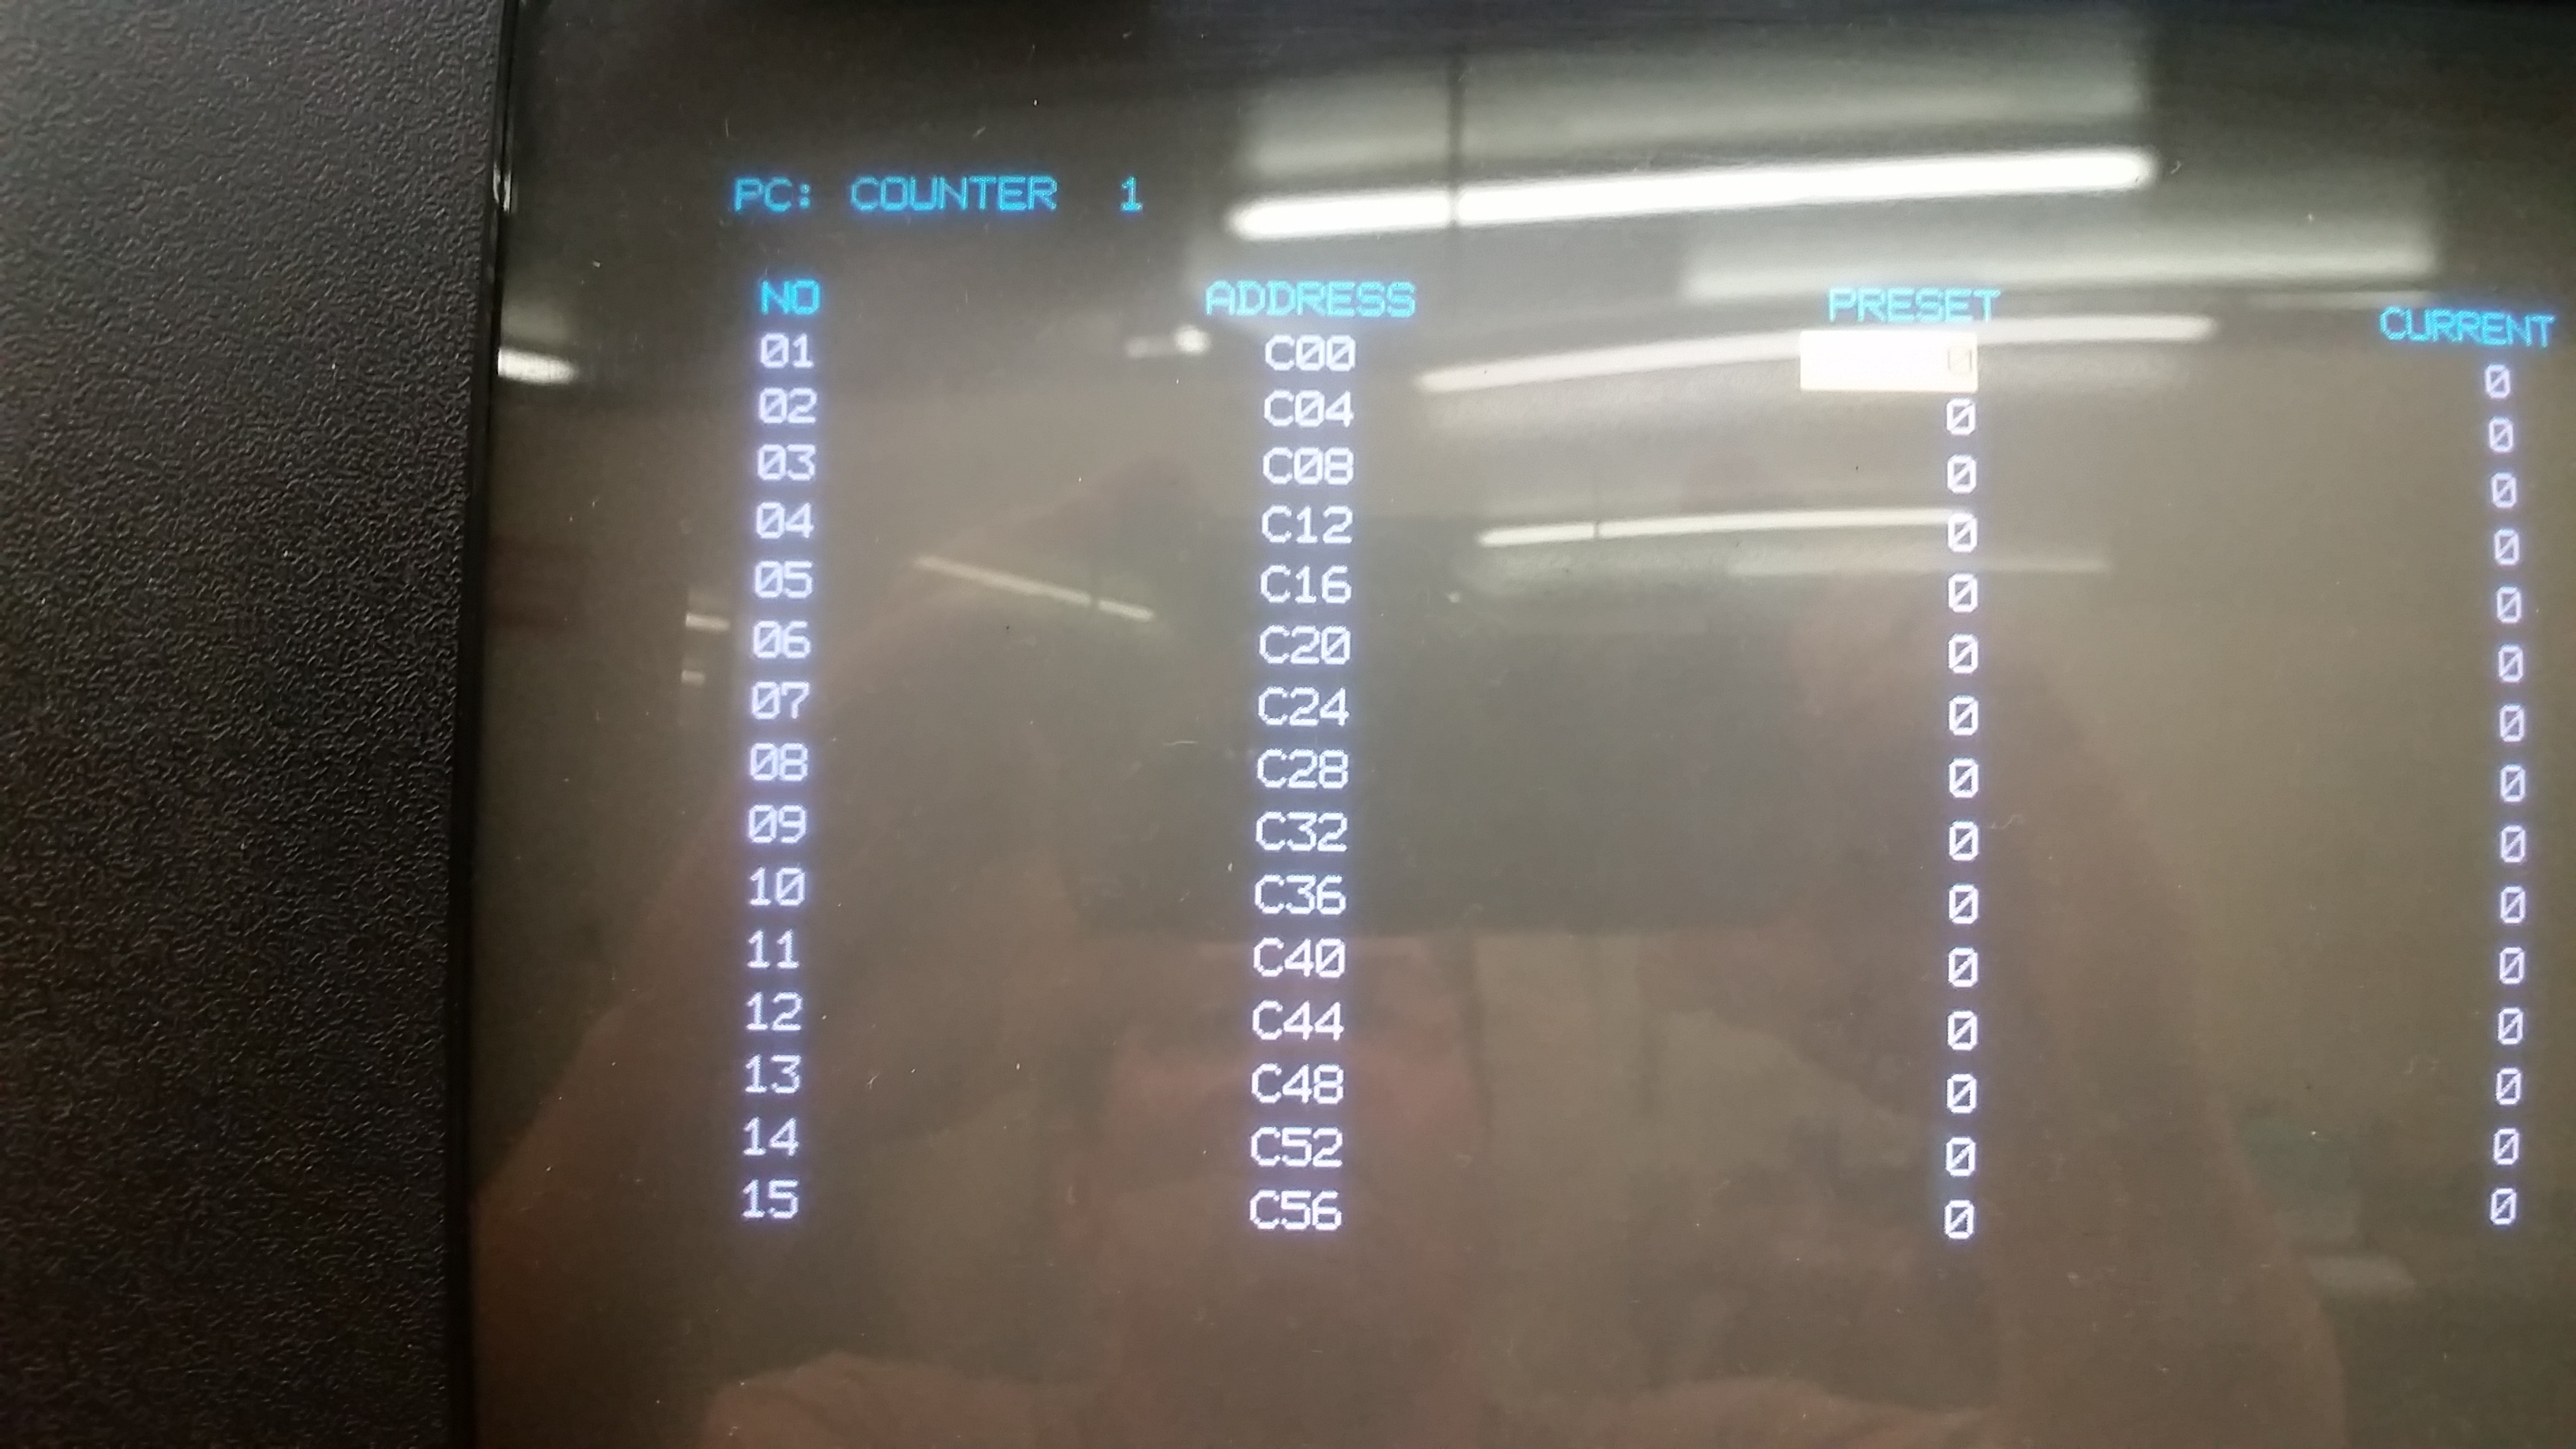 PC: COUNTER 1
NO ADDRESS PRESET CURRENT
01 C00 0 0
02 C04 0 0
03 C08 0 0
04 C12 0 0
05 C16 0 0
06 C20 0 0
07 C24 0 0
08 C28 0 0
09 C32 0 0
10 C36 0 0
11 C40 0 0
12 C44 0 0
13 C48 0 0
14 C52 0 0
15 C56 0 0